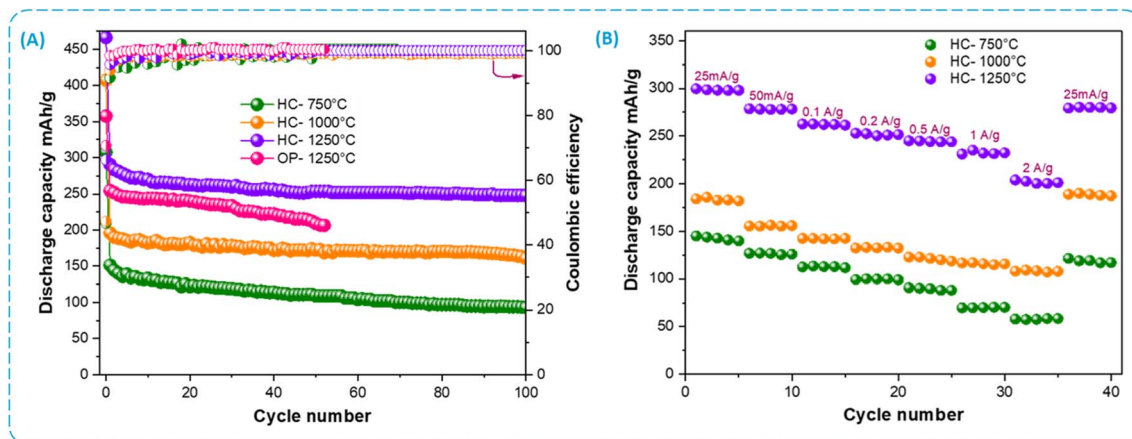 (A)
Discharge capacity mAh/g
450
400
350
300
250
200
150
100
50
0
HC- 750°C
HC- 1000°C
HC- 1250°C
OP- 1250°C
100
80
60
40
20
0
Coulombic efficiency
0
20
40
60
80
100
Cycle number
(B)
Discharge capacity mAh/g
350
300
250
200
150
100
50
0
HC- 750°C
HC- 1000°C
HC- 1250°C
25mA/g
50mA/g
0.1 A/g
0.2 A/g
0.5 A/g
1 A/g
2 A/g
25mA/g
0
10
20
30
40
Cycle number